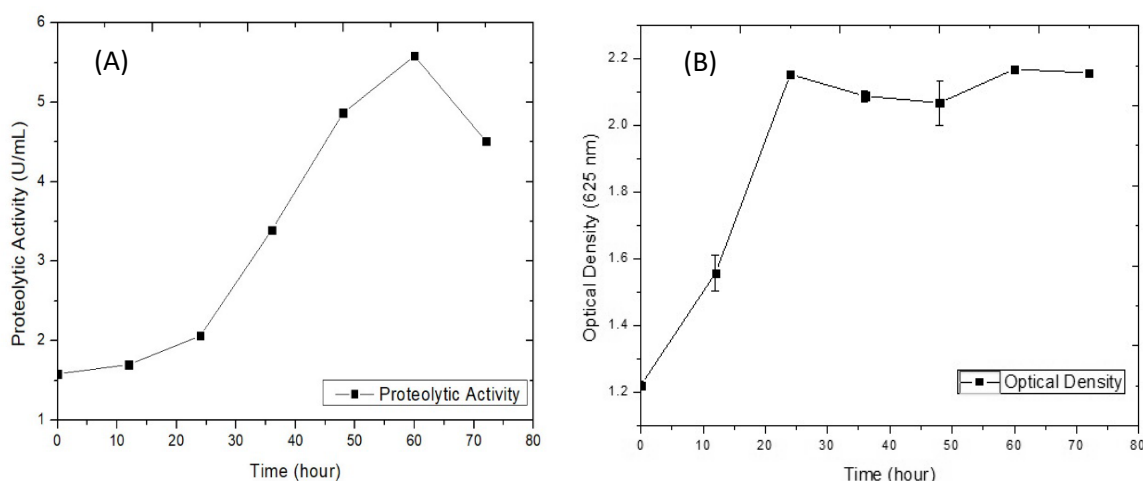 (A)
Proteolytic Activity (U/mL)
6
5
4
3
2
1
0 10 20 30 40 50 60 70 80
Time (hour)
Proteolytic Activity
(B)
Optical Density (625 nm)
2.2
2.0
1.8
1.6
1.4
1.2
0 10 20 30 40 50 60 70 80
Time (hour)
Optical Density